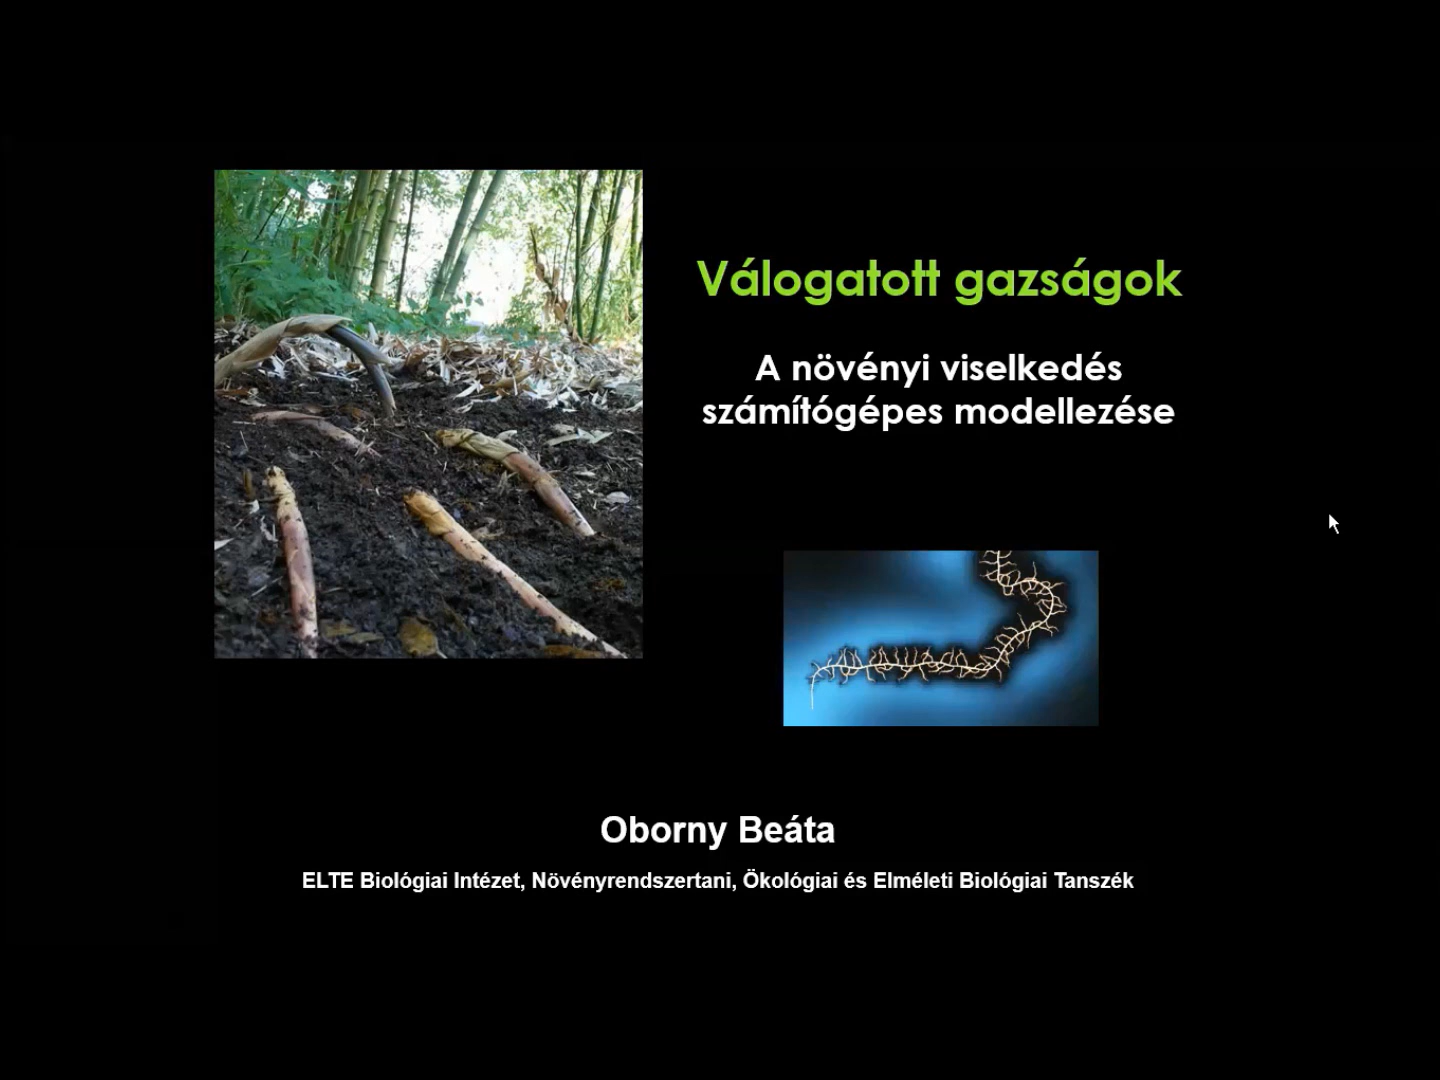 Válogatott gazságok
A növényi viselkedés
számítógépes modellezése
Oborny Beáta
ELTE Biológiai Intézet, Növényrendszertani, Ökológiai és Elméleti Biológiai Tanszék